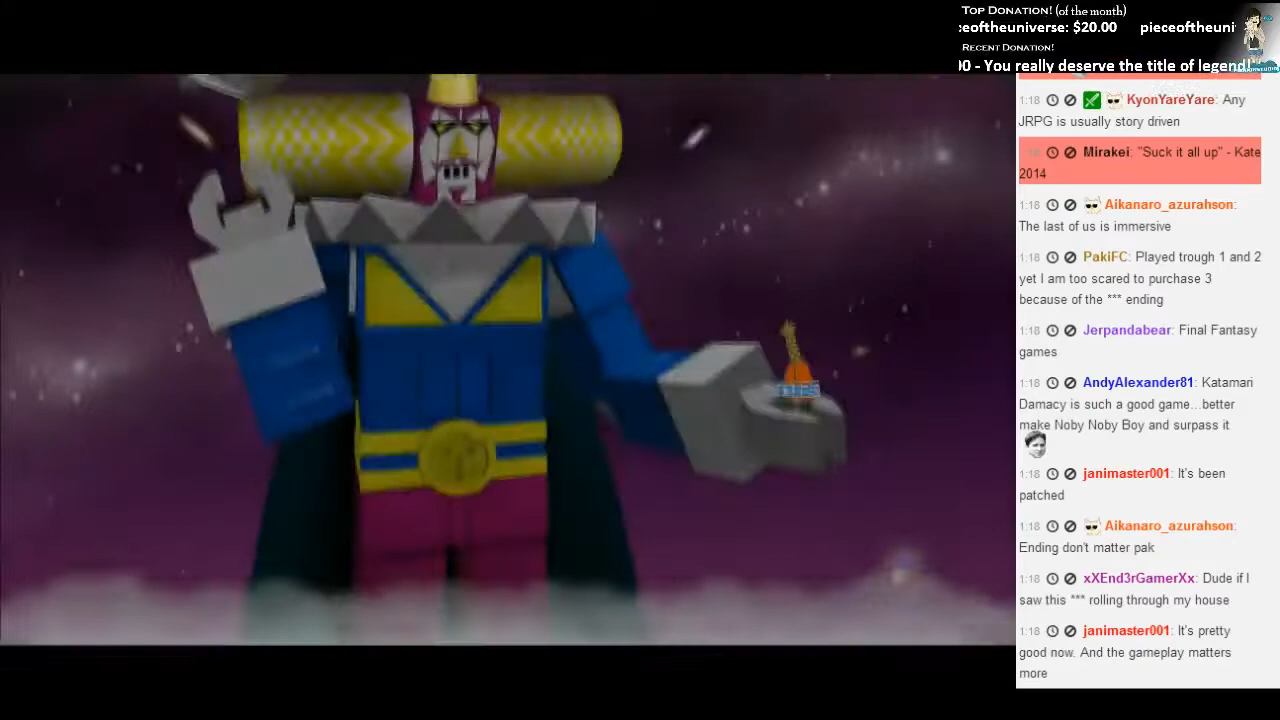 Top Donation! (of the month)
:eoftheuniverse: $20.00 pieceoftheuni
Recent Donation!
00 - You really deserve the title of legend!
1:18 KyonYareYare: Any
JRPG is usually story driven
Mirakei: "Suck it all up" - Kate
2014
1:18 Aikanaro_azurahson:
The last of us is immersive
1:18 PakiFC: Played trough 1 and 2
yet I am too scared to purchase 3
because of the *** ending
1:18 Jerpandabear: Final Fantasy
games
1:18 AndyAlexander81: Katamari
Damacy is such a good game...better
make Noby Noby Boy and surpass it
1:18 janimaster001: It's been
patched
1:18 Aikanaro_azurahson:
Ending don't matter pak
1:18 xXEnd3rGamerXx: Dude if I
saw this *** rolling through my house
1:18 janimaster001: It's pretty
good now. And the gameplay matters
more